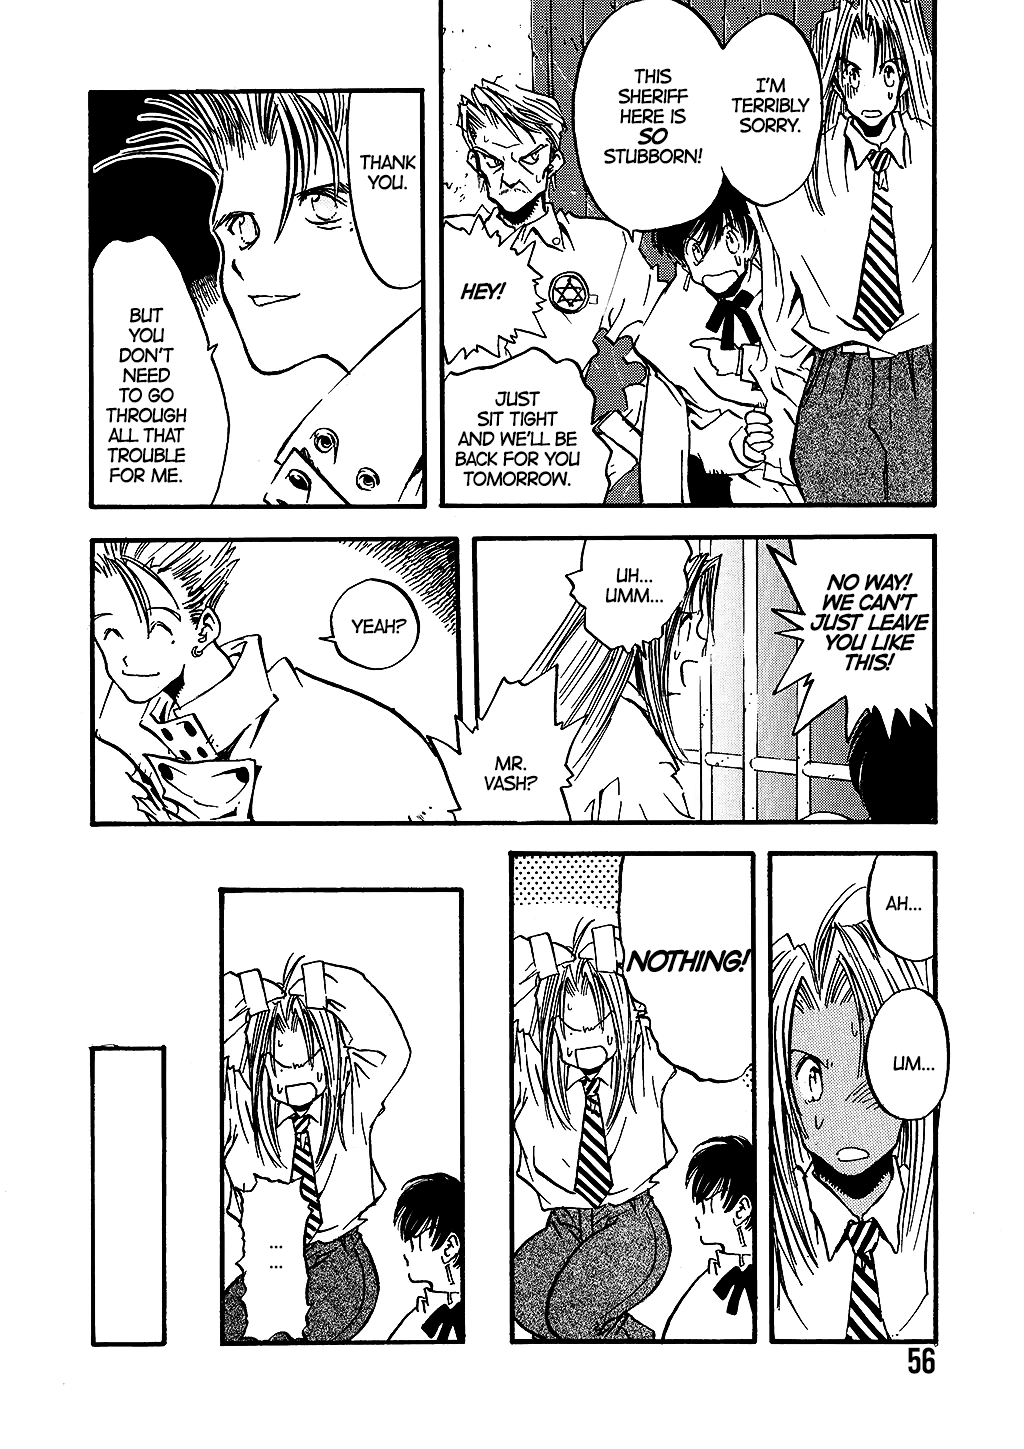 I'M
TERRIBLY
SORRY.
THIS
SHERIFF
HERE IS
SO
STUBBORN!
HEY!
JUST
SIT TIGHT
AND WE'LL BE
BACK FOR YOU
TOMORROW.
THANK
YOU.
BUT
YOU
DON'T
NEED
TO GO
THROUGH
ALL THAT
TROUBLE
FOR ME.
NO WAY!
WE CAN'T
JUST LEAVE
YOU LIKE
THIS!
UH...
UMM...
MR.
VASH?
YEAH?
AH...
UM...
NOTHING!
...
...
56